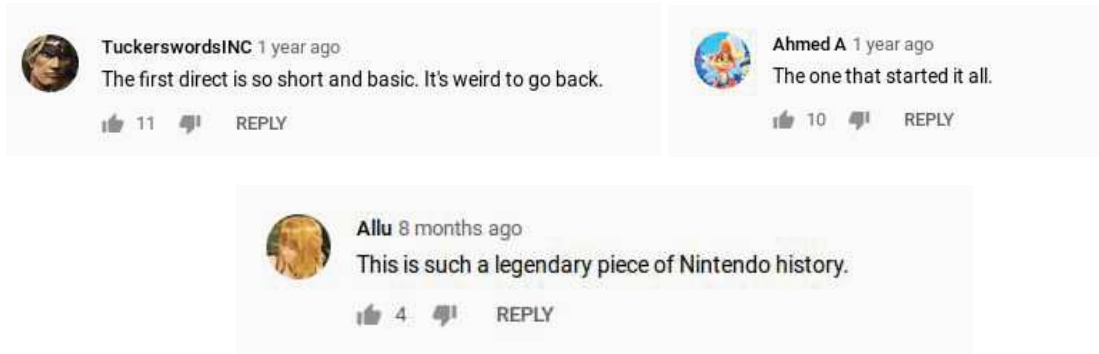 TuckerswordsINC 1 year ago
The first direct is so short and basic. It's weird to go back.
11 REPLY
Ahmed A 1 year ago
The one that started it all.
10 REPLY
Allu 8 months ago
This is such a legendary piece of Nintendo history.
4 REPLY